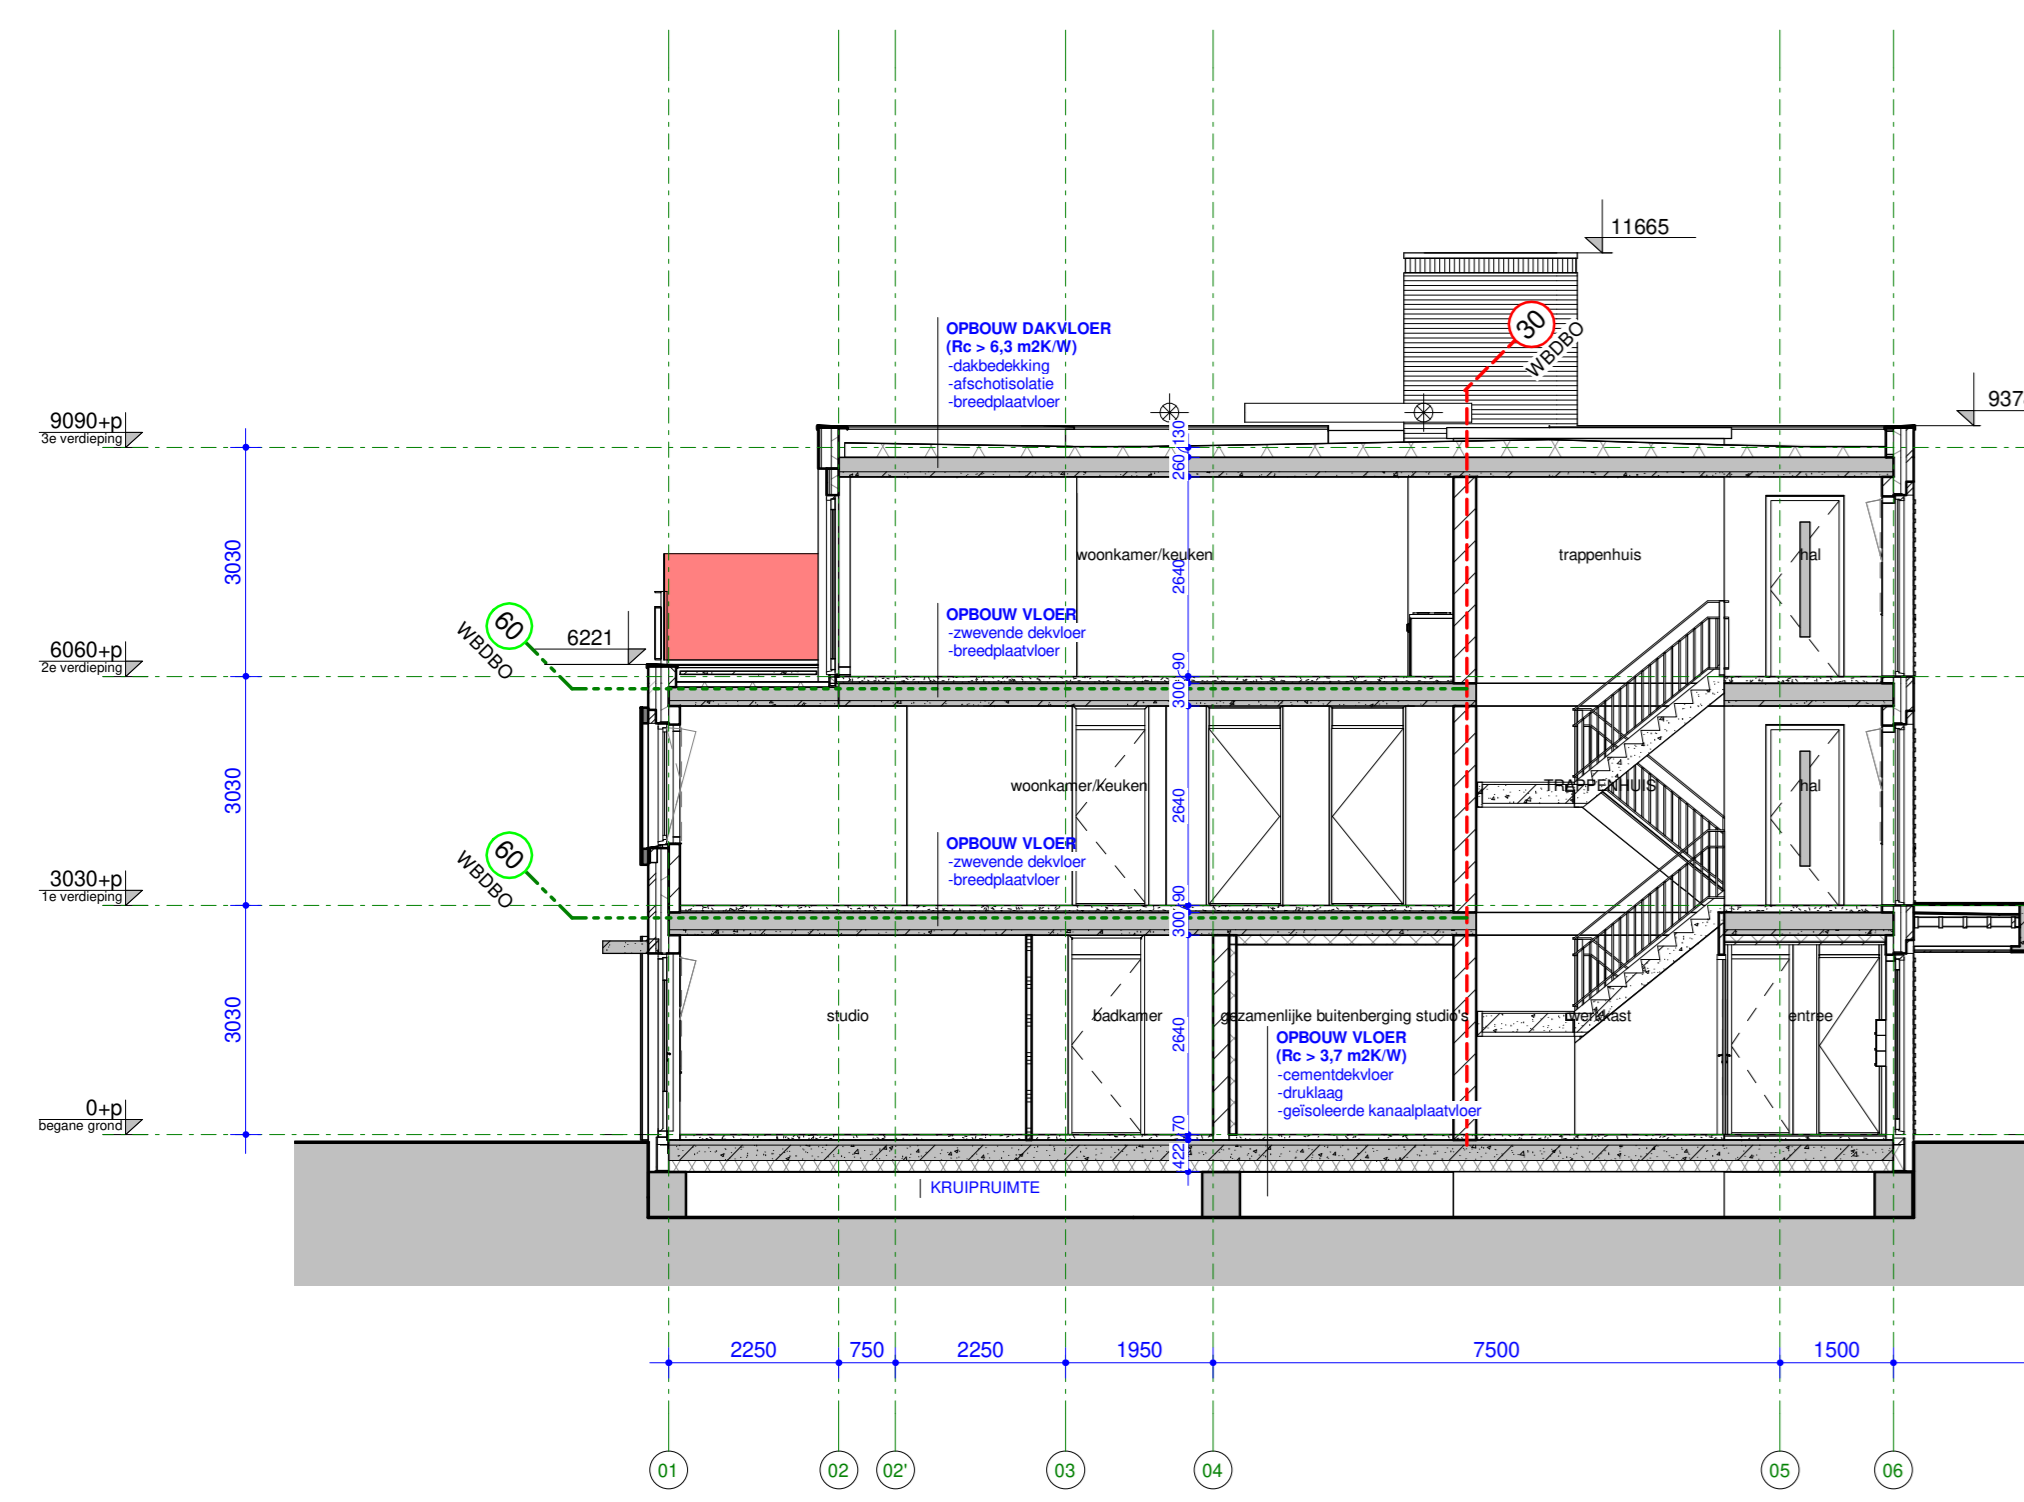 11665
30
WBDBO
OPBOUW DAKVLOER
(Rc > 6,3 m2K/W)
-dakbedekking
-afschotisolatie
-breedplaatvloer
9090+p
3e verdieping
130
260
3030
woonkamer/keuken
trappenhuis
hal
2640
60
WBDBO
6221
OPBOUW VLOER
-zwevende dekvloer
-breedplaatvloer
6060+p
2e verdieping
90
300
3030
woonkamer/Keuken
TRAPPENHUIS
hal
2640
60
WBDBO
OPBOUW VLOER
-zwevende dekvloer
-breedplaatvloer
3030+p
1e verdieping
90
300
3030
studio
badkamer
gezamenlijke buitenberging studio's
werkkast
entree
2640
OPBOUW VLOER
(Rc > 3,7 m2K/W)
-cementdekvloer
-druklaag
-geïsoleerde kanaalplaatvloer
0+p
begane grond
70
422
KRUIPRUIMTE
2250
750
2250
1950
7500
1500
01
02
02'
03
04
05
06